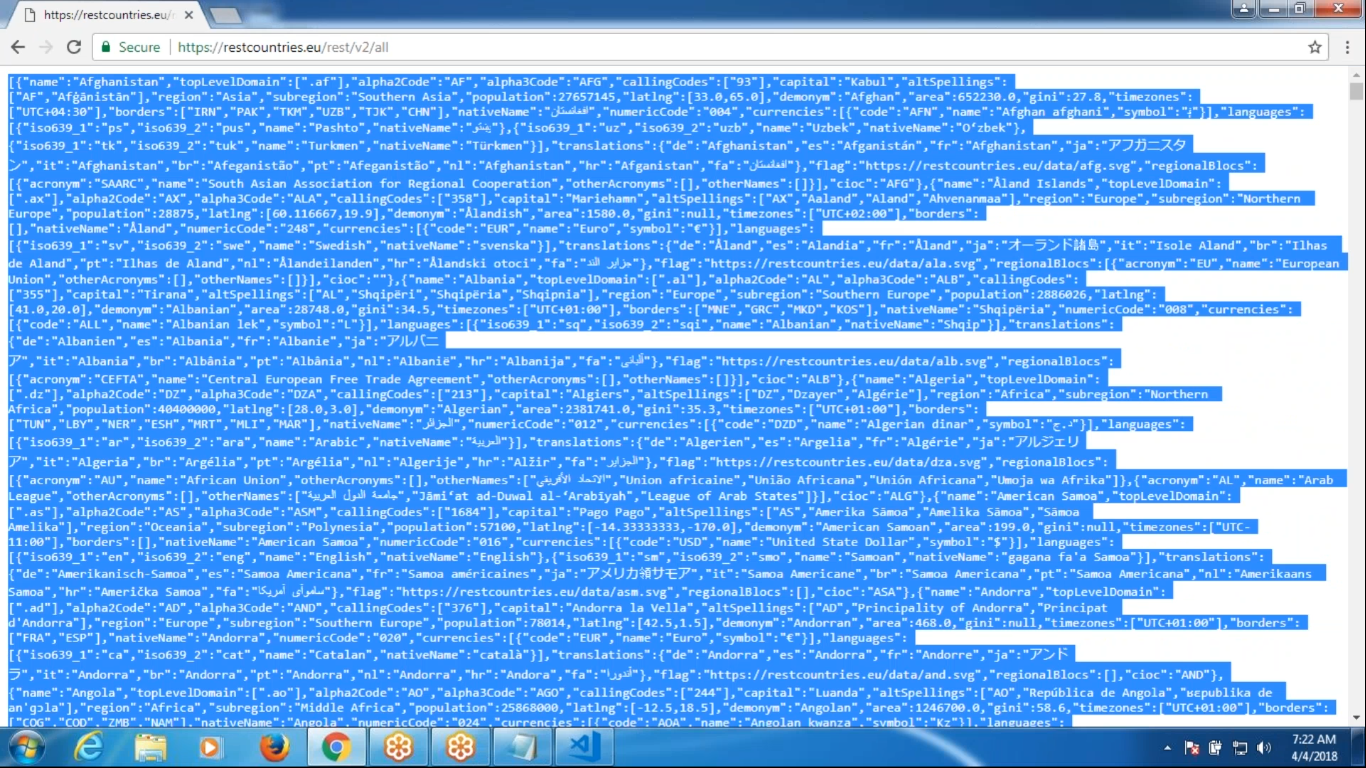 https://restcountries.eu/r
Secure
https://restcountries.eu/rest/v2/all
[{"name":"Afghanistan","topLevelDomain":[".af"],"alpha2Code":"AF","alpha3Code":"AFG","callingCodes":["93"],"capital":"Kabul","altSpellings":
["AF","Afġānistān"],"region":"Asia","subregion":"Southern Asia","population":27657145,"latlng":[33.0,65.0],"demonym":"Afghan","area":652230.0,"gini":27.8,"timezones":
["UTC+04:30"],"borders":["IRN","PAK","TKM","UZB","TJK","CHN"],"nativeName":"افغانستان","numericCode":"004","currencies":[{"code":"AFN","name":"Afghan afghani","symbol":"؋"}],"languages":
[{"iso639_1":"ps","iso639_2":"pus","name":"Pashto","nativeName":"پښتو"},{"iso639_1":"uz","iso639_2":"uzb","name":"Uzbek","nativeName":"Oʻzbek"},
{"iso639_1":"tk","iso639_2":"tuk","name":"Turkmen","nativeName":"Türkmen"}],"translations":{"de":"Afghanistan","es":"Afganistán","fr":"Afghanistan","ja":"アフガニスタ
ン","it":"Afghanistan","br":"Afeganistão","pt":"Afeganistão","nl":"Afghanistan","hr":"Afganistan","fa":"افغانستان"},"flag":"https://restcountries.eu/data/afg.svg","regionalBlocs":
[{"acronym":"SAARC","name":"South Asian Association for Regional Cooperation","otherAcronyms":[],"otherNames":[]}],"cioc":"AFG"},{"name":"Åland Islands","topLevelDomain":
[".ax"],"alpha2Code":"AX","alpha3Code":"ALA","callingCodes":["358"],"capital":"Mariehamn","altSpellings":["AX","Aaland","Aland","Ahvenanmaa"],"region":"Europe","subregion":"Northern
Europe","population":28875,"latlng":[60.116667,19.9],"demonym":"Ålandish","area":1580.0,"gini":null,"timezones":["UTC+02:00"],"borders":
[],"nativeName":"Åland","numericCode":"248","currencies":[{"code":"EUR","name":"Euro","symbol":"€"}],"languages":
[{"iso639_1":"sv","iso639_2":"swe","name":"Swedish","nativeName":"svenska"}],"translations":{"de":"Åland","es":"Alandia","fr":"Åland","ja":"オーランド諸島","it":"Isole Aland","br":"Ilhas
de Aland","pt":"Ilhas de Aland","nl":"Ålandeilanden","hr":"Ålandski otoci","fa":"جزایر الند"},"flag":"https://restcountries.eu/data/ala.svg","regionalBlocs":[{"acronym":"EU","name":"European
Union","otherAcronyms":[],"otherNames":[]}],"cioc":""},{"name":"Albania","topLevelDomain":[".al"],"alpha2Code":"AL","alpha3Code":"ALB","callingCodes":
["355"],"capital":"Tirana","altSpellings":["AL","Shqipëri","Shqipëria","Shqipnia"],"region":"Europe","subregion":"Southern Europe","population":2886026,"latlng":
[41.0,20.0],"demonym":"Albanian","area":28748.0,"gini":34.5,"timezones":["UTC+01:00"],"borders":["MNE","GRC","MKD","KOS"],"nativeName":"Shqipëria","numericCode":"008","currencies":
[{"code":"ALL","name":"Albanian lek","symbol":"L"}],"languages":[{"iso639_1":"sq","iso639_2":"sqi","name":"Albanian","nativeName":"Shqip"}],"translations":
{"de":"Albanien","es":"Albania","fr":"Albanie","ja":"アルバニ
ア","it":"Albania","br":"Albânia","pt":"Albânia","nl":"Albanië","hr":"Albanija","fa":"آلبانی"},"flag":"https://restcountries.eu/data/alb.svg","regionalBlocs":
[{"acronym":"CEFTA","name":"Central European Free Trade Agreement","otherAcronyms":[],"otherNames":[]}],"cioc":"ALB"},{"name":"Algeria","topLevelDomain":
[".dz"],"alpha2Code":"DZ","alpha3Code":"DZA","callingCodes":["213"],"capital":"Algiers","altSpellings":["DZ","Dzayer","Algérie"],"region":"Africa","subregion":"Northern
Africa","population":40400000,"latlng":[28.0,3.0],"demonym":"Algerian","area":2381741.0,"gini":35.3,"timezones":["UTC+01:00"],"borders":
["TUN","LBY","NER","ESH","MRT","MLI","MAR"],"nativeName":"الجزائر","numericCode":"012","currencies":[{"code":"DZD","name":"Algerian dinar","symbol":"د.ج"}],"languages":
[{"iso639_1":"ar","iso639_2":"ara","name":"Arabic","nativeName":"العربية"}],"translations":{"de":"Algerien","es":"Argelia","fr":"Algérie","ja":"アルジェリ
ア","it":"Algeria","br":"Argélia","pt":"Argélia","nl":"Algerije","hr":"Alžir","fa":"الجزایر"},"flag":"https://restcountries.eu/data/dza.svg","regionalBlocs":
[{"acronym":"AU","name":"African Union","otherAcronyms":[],"otherNames":["الاتحاد الأفريقي","Union africaine","União Africana","Unión Africana","Umoja wa Afrika"]},{"acronym":"AL","name":"Arab
League","otherAcronyms":[],"otherNames":["جامعة الدول العربية","Jāmiʻat ad-Duwal al-ʻArabīyah","League of Arab States"]}],"cioc":"ALG"},{"name":"American Samoa","topLevelDomain":
[".as"],"alpha2Code":"AS","alpha3Code":"ASM","callingCodes":["1684"],"capital":"Pago Pago","altSpellings":["AS","Amerika Sāmoa","Amelika Sāmoa","Sāmoa
Amelika"],"region":"Oceania","subregion":"Polynesia","population":57100,"latlng":[-14.33333333,-170.0],"demonym":"American Samoan","area":199.0,"gini":null,"timezones":["UTC-
11:00"],"borders":[],"nativeName":"American Samoa","numericCode":"016","currencies":[{"code":"USD","name":"United State Dollar","symbol":"$"}],"languages":
[{"iso639_1":"en","iso639_2":"eng","name":"English","nativeName":"English"},{"iso639_1":"sm","iso639_2":"smo","name":"Samoan","nativeName":"gagana fa'a Samoa"}],"translations":
{"de":"Amerikanisch-Samoa","es":"Samoa Americana","fr":"Samoa américaines","ja":"アメリカ領サモア","it":"Samoa Americane","br":"Samoa Americana","pt":"Samoa Americana","nl":"Amerikaans
Samoa","hr":"Američka Samoa","fa":"ساموآی آمریکا"},"flag":"https://restcountries.eu/data/asm.svg","regionalBlocs":[],"cioc":"ASA"},{"name":"Andorra","topLevelDomain":
[".ad"],"alpha2Code":"AD","alpha3Code":"AND","callingCodes":["376"],"capital":"Andorra la Vella","altSpellings":["AD","Principality of Andorra","Principat
d'Andorra"],"region":"Europe","subregion":"Southern Europe","population":78014,"latlng":[42.5,1.5],"demonym":"Andorran","area":468.0,"gini":null,"timezones":["UTC+01:00"],"borders":
["FRA","ESP"],"nativeName":"Andorra","numericCode":"020","currencies":[{"code":"EUR","name":"Euro","symbol":"€"}],"languages":
[{"iso639_1":"ca","iso639_2":"cat","name":"Catalan","nativeName":"català"}],"translations":{"de":"Andorra","es":"Andorra","fr":"Andorre","ja":"アンド
ラ","it":"Andorra","br":"Andorra","pt":"Andorra","nl":"Andorra","hr":"Andora","fa":"آندورا"},"flag":"https://restcountries.eu/data/and.svg","regionalBlocs":[],"cioc":"AND"},
{"name":"Angola","topLevelDomain":[".ao"],"alpha2Code":"AO","alpha3Code":"AGO","callingCodes":["244"],"capital":"Luanda","altSpellings":["AO","República de Angola","ʁɛpublika de
an'ɡɔla"],"region":"Africa","subregion":"Middle Africa","population":25868000,"latlng":[-12.5,18.5],"demonym":"Angolan","area":1246700.0,"gini":58.6,"timezones":["UTC+01:00"],"borders":
["COG","COD","ZMB","NAM"],"nativeName":"Angola","numericCode":"024","currencies":[{"code":"AOA","name":"Angolan kwanza","symbol":"Kz"}],"languages":
7:22 AM
4/4/2018